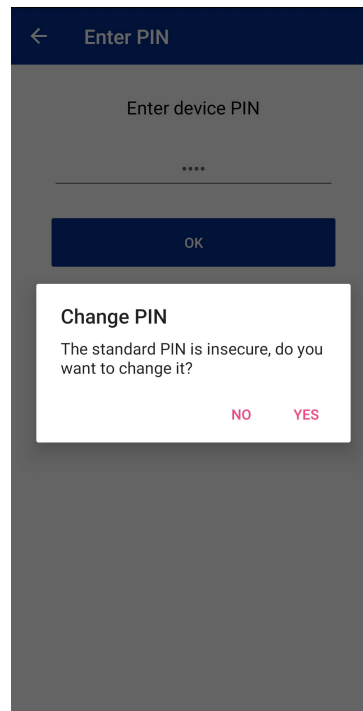 Enter PIN
Enter device PIN
••••
OK
Change PIN
The standard PIN is insecure, do you
want to change it?
NO YES